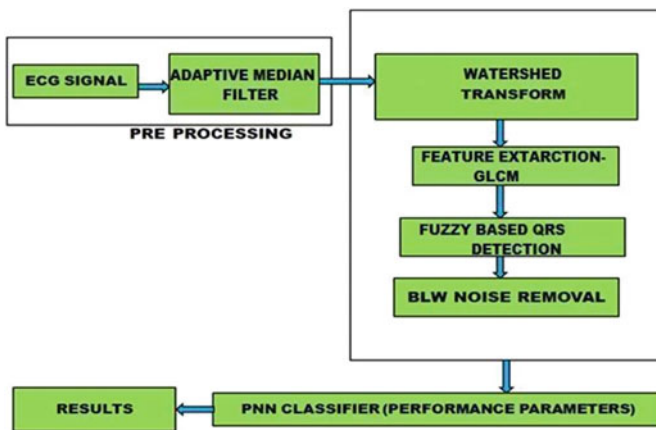 ECG SIGNAL
ADAPTIVE MEDIAN
FILTER
PRE PROCESSING
WATERSHED
TRANSFORM
FEATURE EXTARCTION-
GLCM
FUZZY BASED QRS
DETECTION
BLW NOISE REMOVAL
PNN CLASSIFIER (PERFORMANCE PARAMETERS)
RESULTS